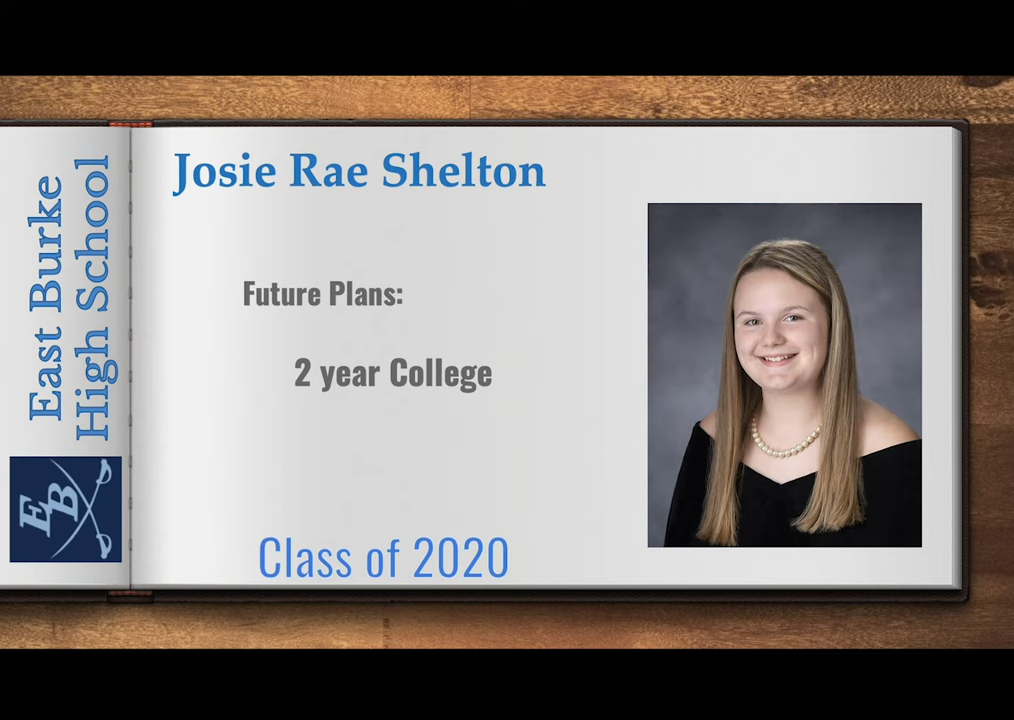 Josie Rae Shelton
Future Plans:
2 year College
Class of 2020
East Burke
High School
EB